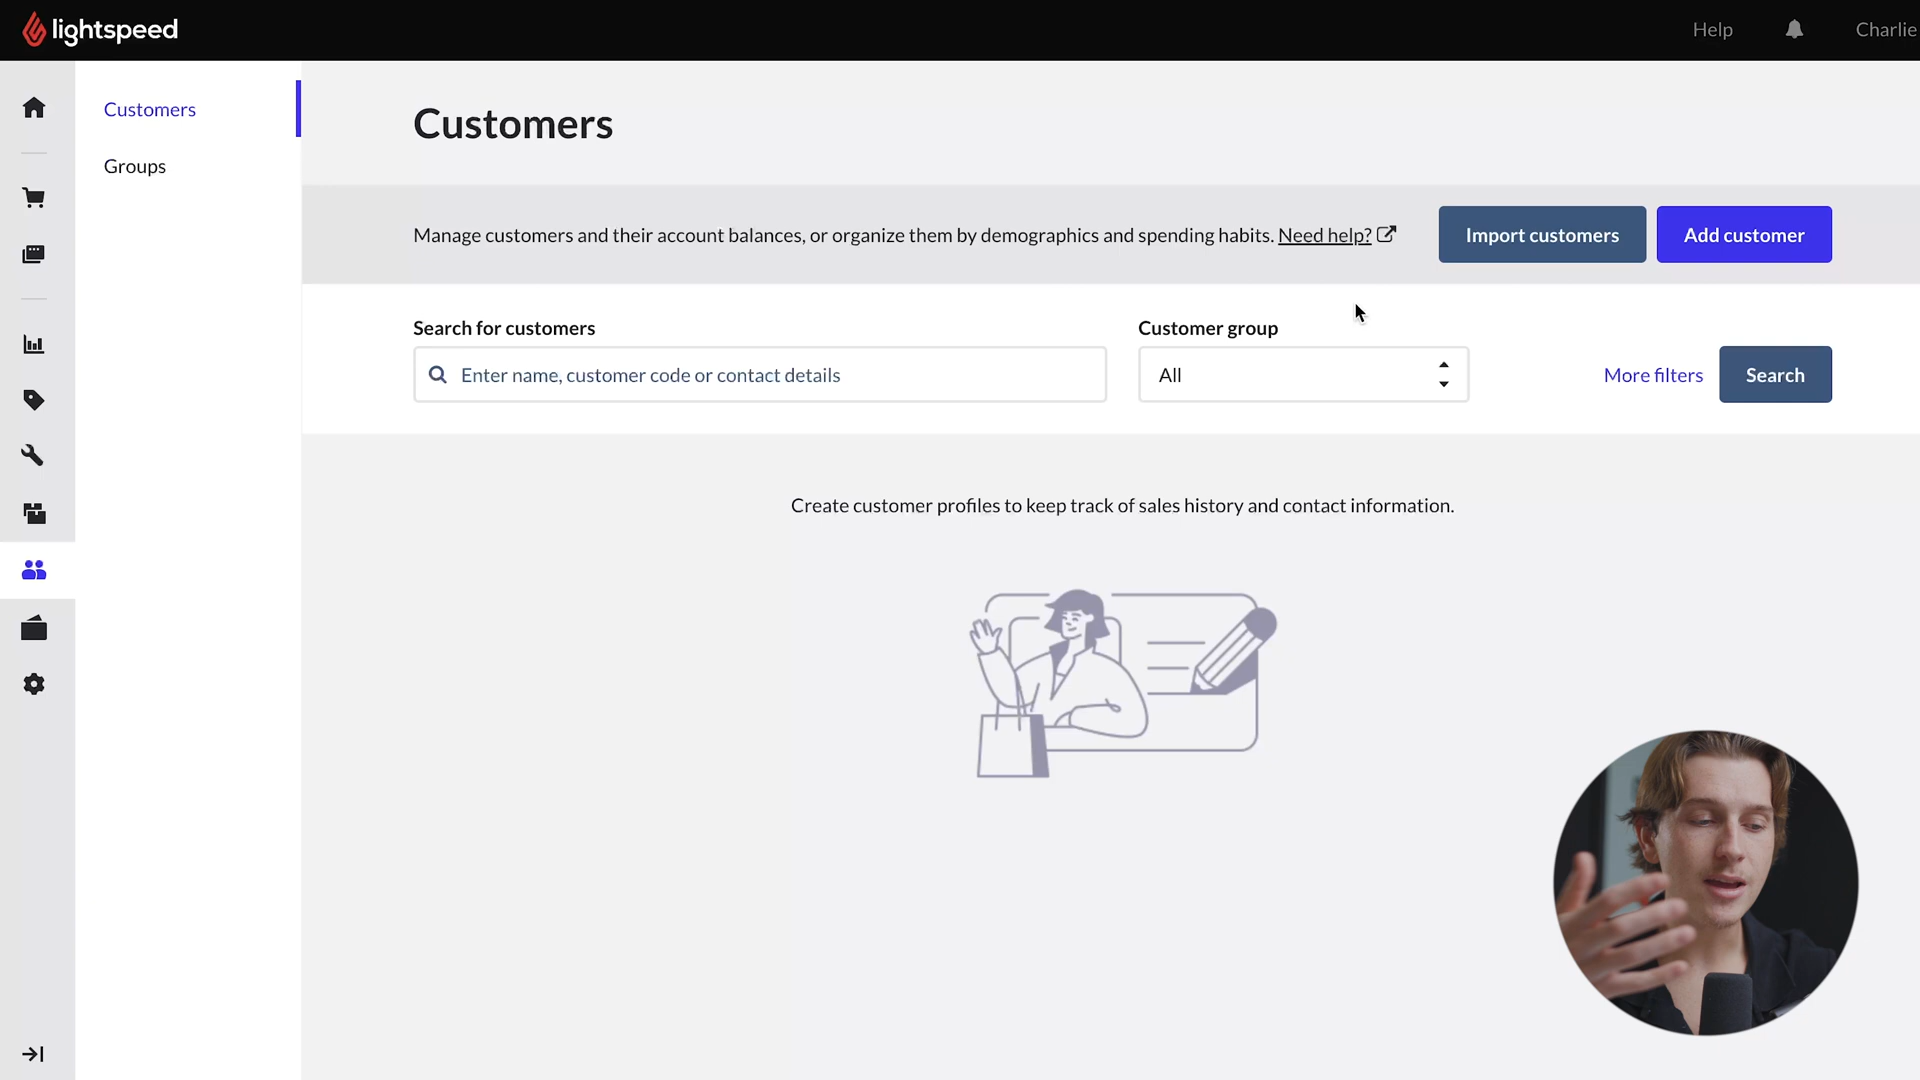 lightspeed
Help
Charlie
Customers
Groups
Customers
Manage customers and their account balances, or organize them by demographics and spending habits. Need help?
Import customers
Add customer
Search for customers
Enter name, customer code or contact details
Customer group
All
More filters
Search
Create customer profiles to keep track of sales history and contact information.